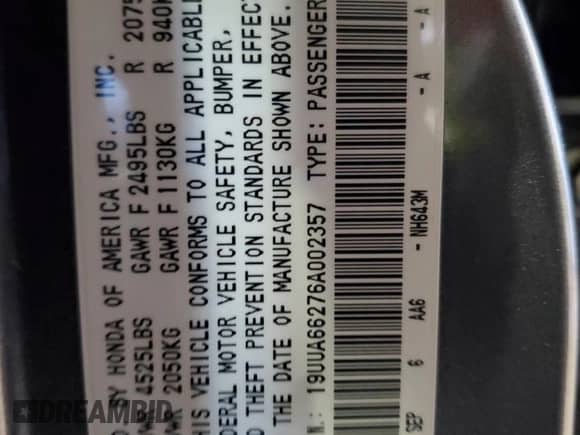 D BY HONDA OF AMERICA MFG., INC.
4525LBS GAWR F 2495LBS R 2075
2050KG GAWR F 1130KG R 940K
HIS VEHICLE CONFORMS TO ALL APPLICABLE
DERAL MOTOR VEHICLE SAFETY, BUMPER,
D THEFT PREVENTION STANDARDS IN EFFECT
THE DATE OF MANUFACTURE SHOWN ABOVE.
N.: 19UUA66276A002357 TYPE: PASSENGER
SEP 6 AA6 - NH643M - A - A
DREAMBID